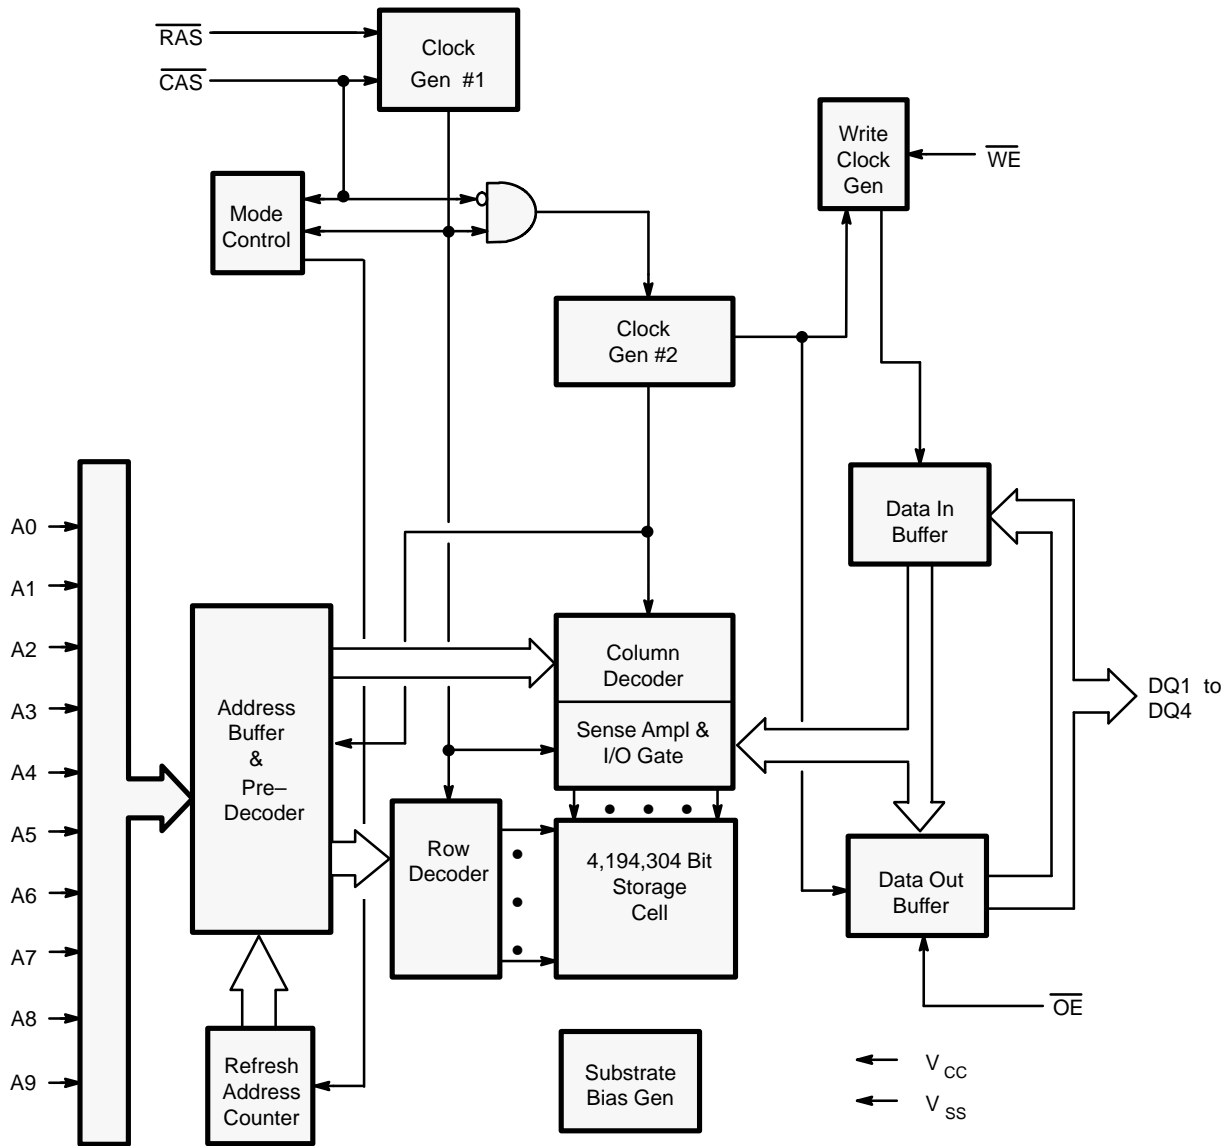 RAS
CAS
Clock
Gen #1
Write
Clock
Gen
WE
Mode
Control
Clock
Gen #2
A0
A1
A2
A3
A4
A5
A6
A7
A8
A9
Address
Buffer
&
Pre–
Decoder
Column
Decoder
Sense Ampl &
I/O Gate
Data In
Buffer
DQ1 to
DQ4
Row
Decoder
4,194,304 Bit
Storage
Cell
Data Out
Buffer
OE
Refresh
Address
Counter
Substrate
Bias Gen
VCC
VSS